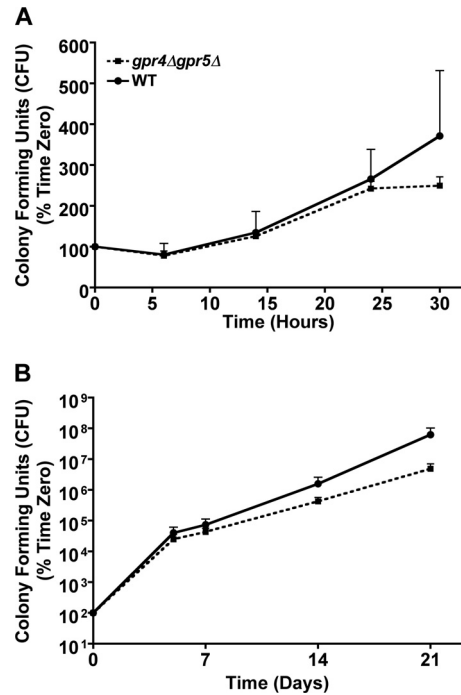 A
Colony Forming Units (CFU)
(% Time Zero)
600
500
400
300
200
100
0
gpr4Δgpr5Δ
WT
0 5 10 15 20 25 30
Time (Hours)
B
Colony Forming Units (CFU)
(% Time Zero)
10⁹
10⁸
10⁷
10⁶
10⁵
10⁴
10³
10²
10¹
0 7 14 21
Time (Days)